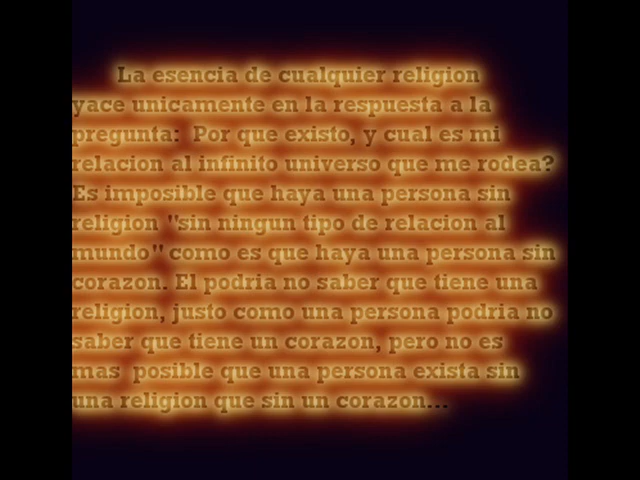 La esencia de cualquier religion
yace unicamente en la respuesta a la
pregunta: Por que existo, y cual es mi
relacion al infinito universo que me rodea?
Es imposible que haya una persona sin
religion "sin ningun tipo de relacion al
mundo" como es que haya una persona sin
corazon. El podria no saber que tiene una
religion, justo como una persona podria no
saber que tiene un corazon, pero no es
mas posible que una persona exista sin
una religion que sin un corazon...